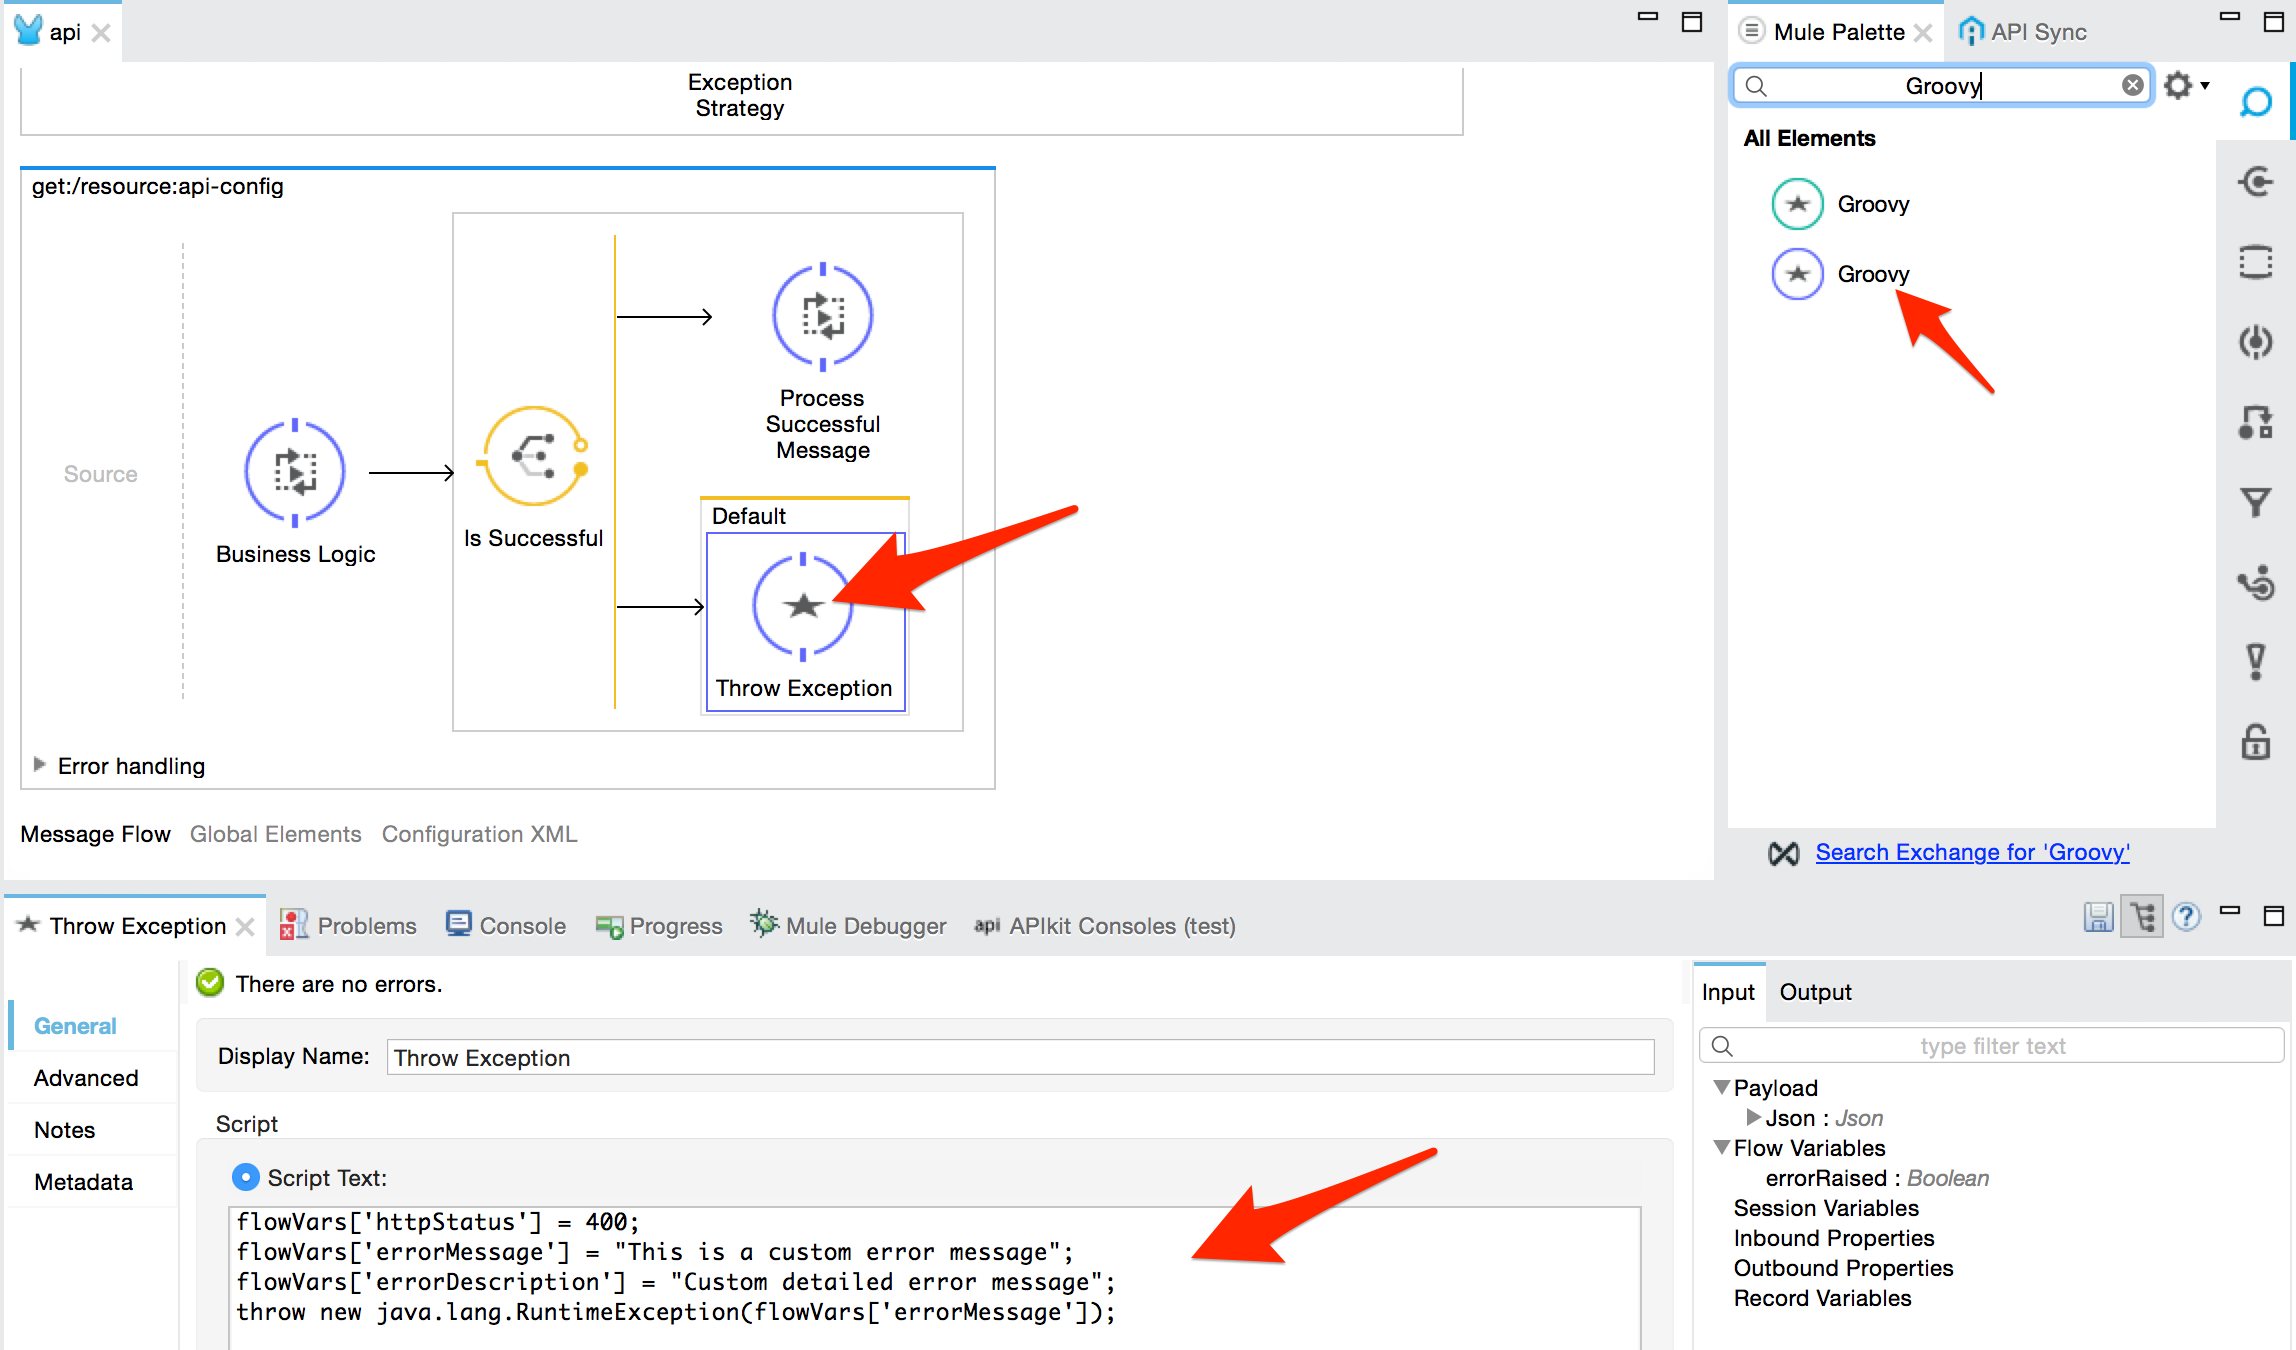 api
Exception
Strategy
get:/resource:api-config
Source
Business Logic
Is Successful
Process
Successful
Message
Default
Throw Exception
Error handling
Message Flow Global Elements Configuration XML
Mule Palette API Sync
Groovy
All Elements
Groovy
Groovy
Search Exchange for 'Groovy'
Throw Exception Problems Console Progress Mule Debugger api APIkit Consoles (test)
There are no errors.
General
Advanced
Notes
Metadata
Display Name: Throw Exception
Script
Script Text:
flowVars['httpStatus'] = 400;
flowVars['errorMessage'] = "This is a custom error message";
flowVars['errorDescription'] = "Custom detailed error message";
throw new java.lang.RuntimeException(flowVars['errorMessage']);
Input Output
type filter text
Payload
Json : Json
Flow Variables
errorRaised : Boolean
Session Variables
Inbound Properties
Outbound Properties
Record Variables